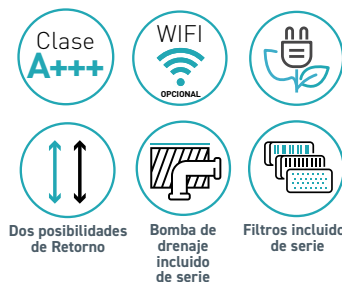 Clase
A+++
WIFI
OPCIONAL
Dos posibilidades
de Retorno
Bomba de
drenaje
incluido
de serie
Filtros incluido
de serie